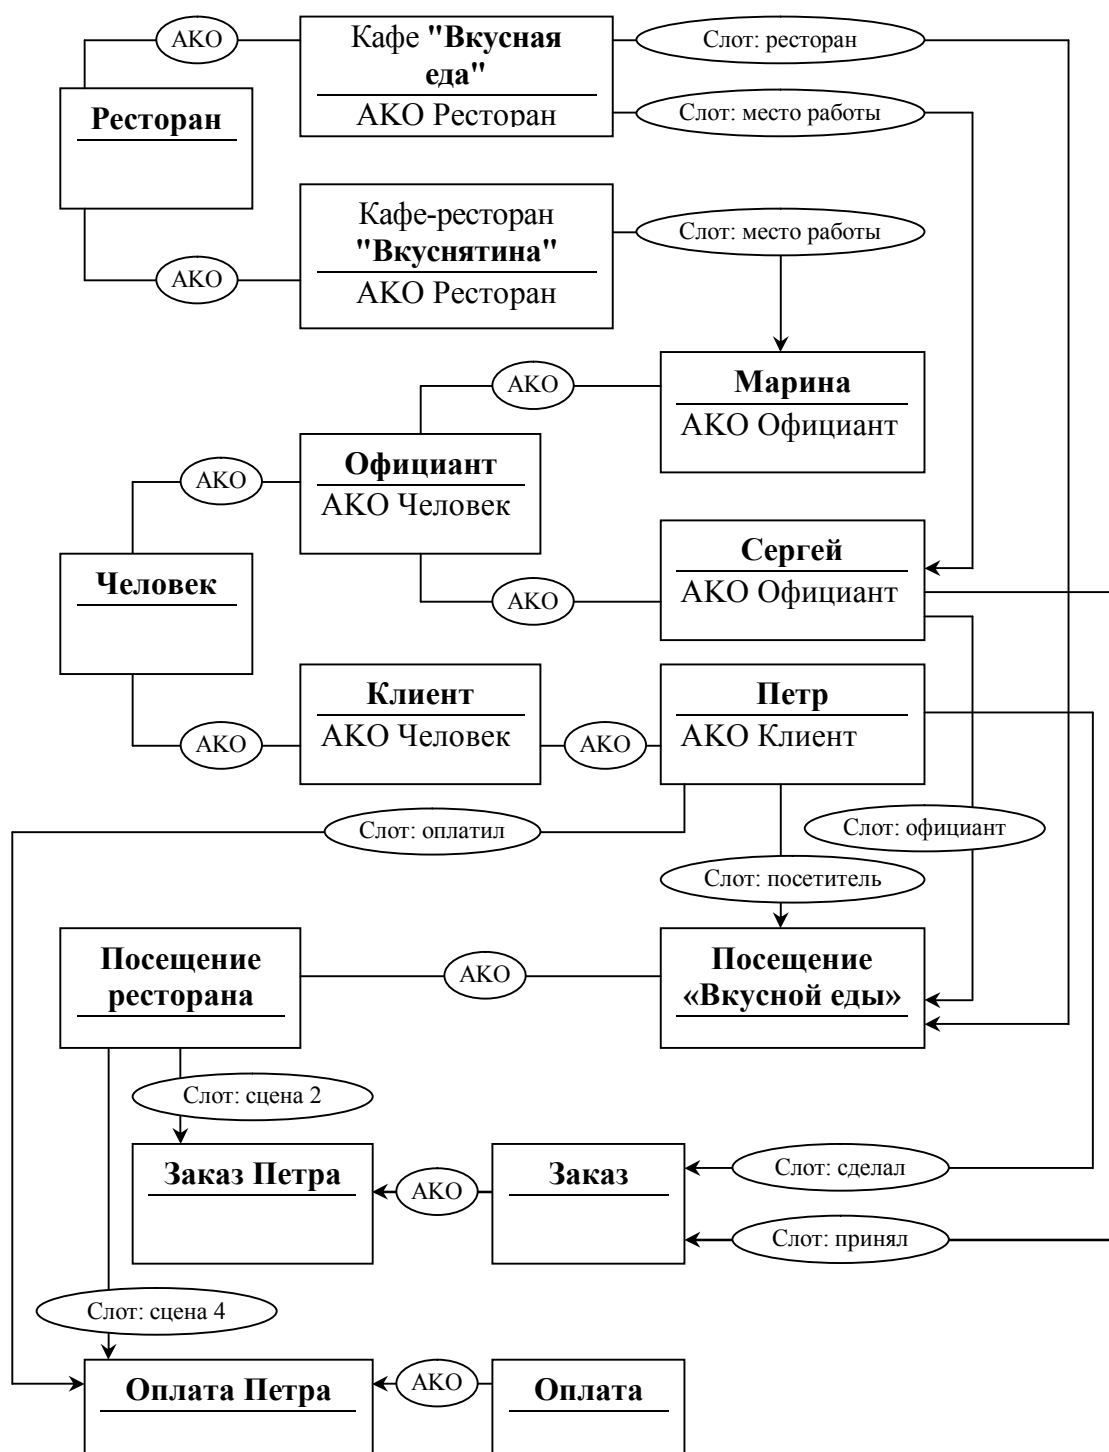 АКО
Кафе "Вкусная
еда"
АКО Ресторан
Слот: ресторан
Слот: место работы
Ресторан
Кафе-ресторан
"Вкуснятина"
АКО Ресторан
Слот: место работы
АКО
АКО
Марина
АКО Официант
Официант
АКО Человек
АКО
Человек
Сергей
АКО Официант
АКО
Клиент
АКО Человек
АКО
АКО
Петр
АКО Клиент
Слот: оплатил
Слот: официант
Слот: посетитель
Посещение
ресторана
АКО
Посещение
«Вкусной еды»
Слот: сцена 2
Заказ Петра
АКО
Заказ
Слот: сделал
Слот: принял
Слот: сцена 4
Оплата Петра
АКО
Оплата